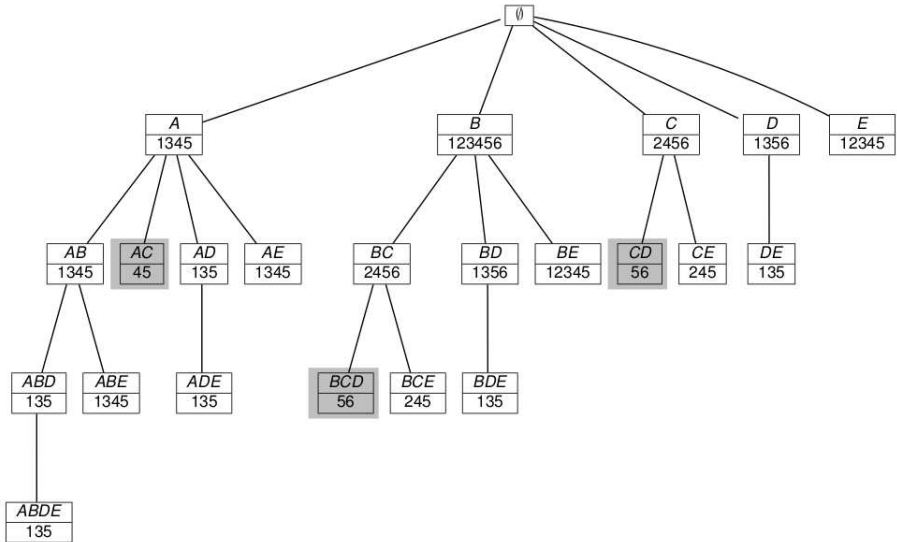 ∅
A B C D E
1345 123456 2456 1356 12345
AB AC AD AE BC BD BE CD CE DE
1345 45 135 1345 2456 1356 12345 56 245 135
ABD ABE ADE BCD BCE BDE
135 1345 135 56 245 135
ABDE
135